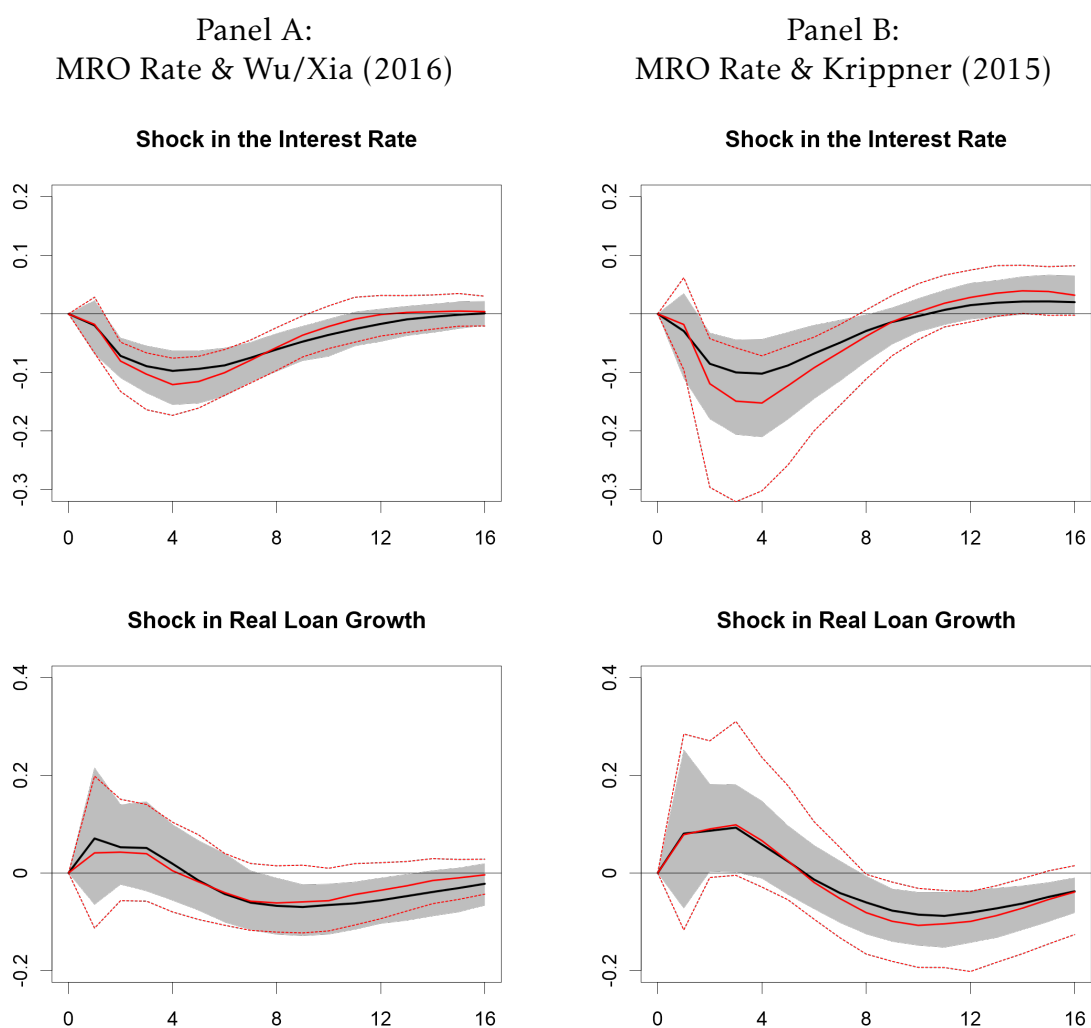 Panel A:
MRO Rate & Wu/Xia (2016)
Panel B:
MRO Rate & Krippner (2015)
Shock in the Interest Rate
0.2
0.1
0.0
-0.1
-0.2
-0.3
0 4 8 12 16
Shock in the Interest Rate
0.2
0.1
0.0
-0.1
-0.2
-0.3
0 4 8 12 16
Shock in Real Loan Growth
0.4
0.2
0
-0.2
0 4 8 12 16
Shock in Real Loan Growth
0.4
0.2
0
-0.2
0 4 8 12 16